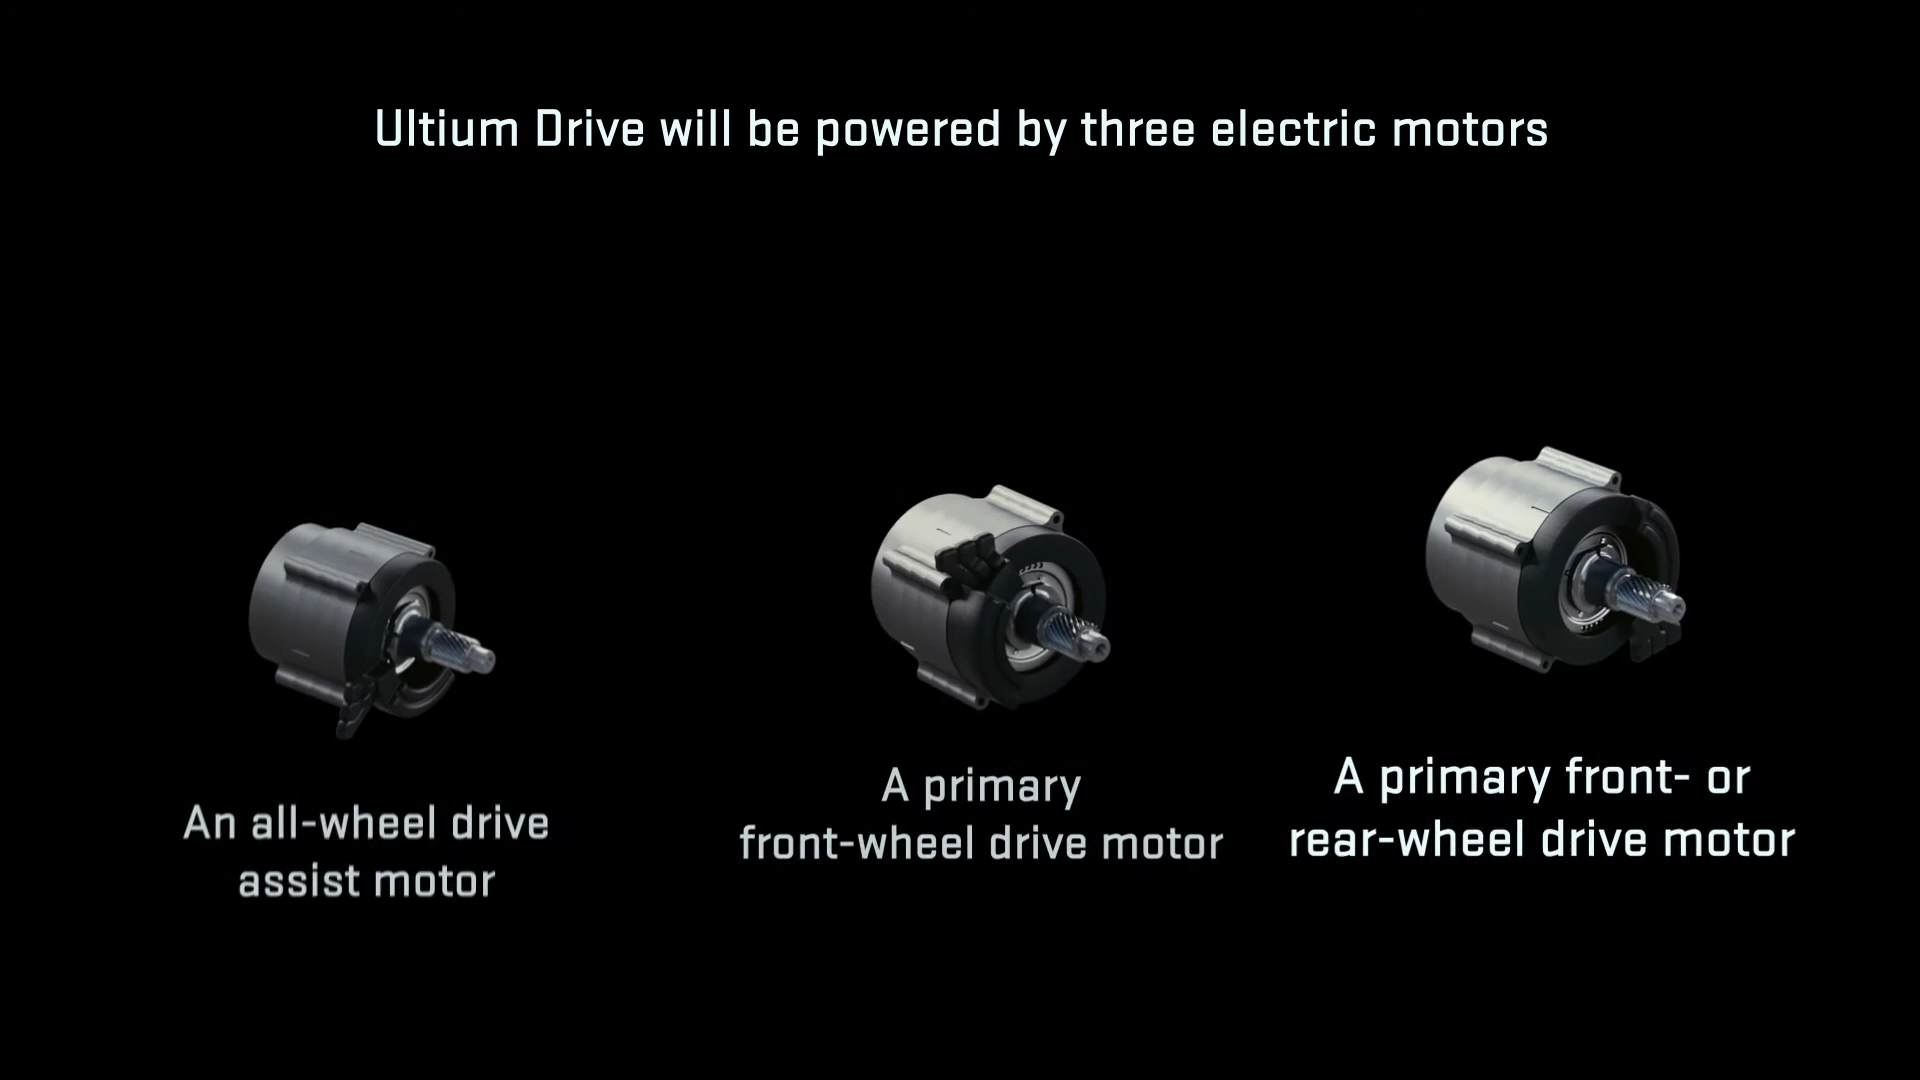 Ultium Drive will be powered by three electric motors
An all-wheel drive
assist motor
A primary
front-wheel drive motor
A primary front- or
rear-wheel drive motor